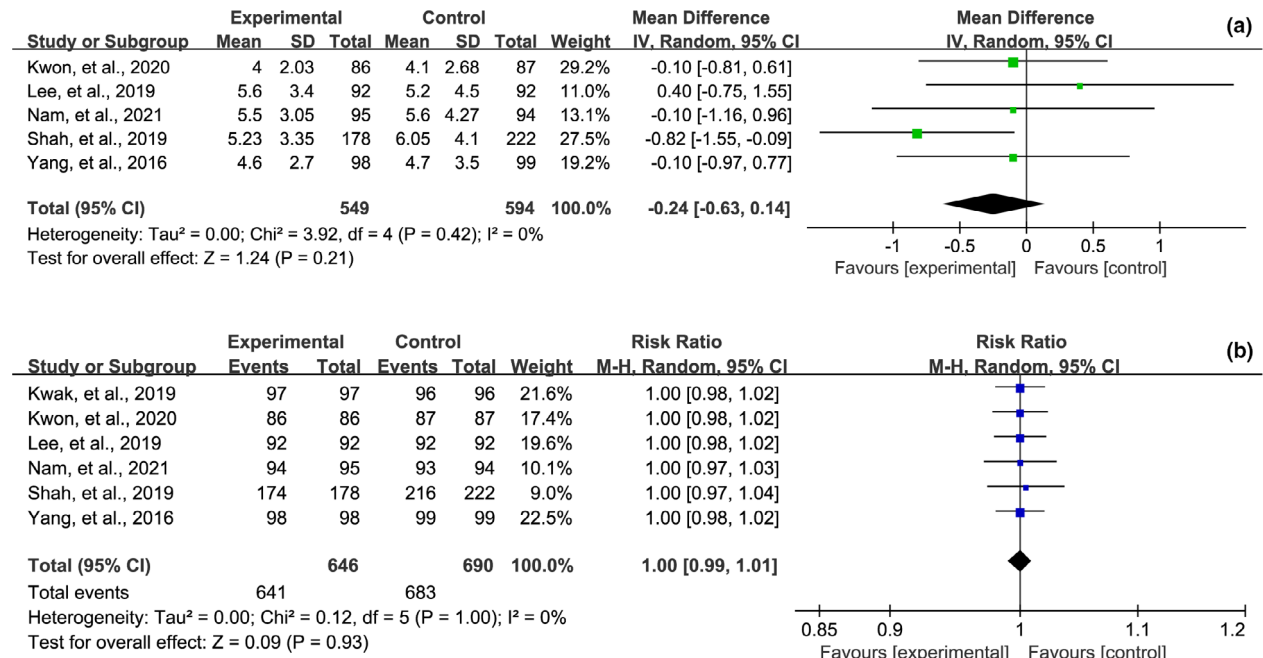 Experimental Control Mean Difference Mean Difference (a)
Study or Subgroup Mean SD Total Mean SD Total Weight IV, Random, 95% CI IV, Random, 95% CI
Kwon, et al., 2020 4 2.03 86 4.1 2.68 87 29.2% -0.10 [-0.81, 0.61]
Lee, et al., 2019 5.6 3.4 92 5.2 4.5 92 11.0% 0.40 [-0.75, 1.55]
Nam, et al., 2021 5.5 3.05 95 5.6 4.27 94 13.1% -0.10 [-1.16, 0.96]
Shah, et al., 2019 5.23 3.35 178 6.05 4.1 222 27.5% -0.82 [-1.55, -0.09]
Yang, et al., 2016 4.6 2.7 98 4.7 3.5 99 19.2% -0.10 [-0.97, 0.77]
Total (95% CI) 549 594 100.0% -0.24 [-0.63, 0.14]
Heterogeneity: Tau² = 0.00; Chi² = 3.92, df = 4 (P = 0.42); I² = 0%
Test for overall effect: Z = 1.24 (P = 0.21)
-1 -0.5 0 0.5 1
Favours [experimental] Favours [control]
Experimental Control Risk Ratio Risk Ratio (b)
Study or Subgroup Events Total Events Total Weight M-H, Random, 95% CI M-H, Random, 95% CI
Kwak, et al., 2019 97 97 96 96 21.6% 1.00 [0.98, 1.02]
Kwon, et al., 2020 86 86 87 87 17.4% 1.00 [0.98, 1.02]
Lee, et al., 2019 92 92 92 92 19.6% 1.00 [0.98, 1.02]
Nam, et al., 2021 94 95 93 94 10.1% 1.00 [0.97, 1.03]
Shah, et al., 2019 174 178 216 222 9.0% 1.00 [0.97, 1.04]
Yang, et al., 2016 98 98 99 99 22.5% 1.00 [0.98, 1.02]
Total (95% CI) 646 690 100.0% 1.00 [0.99, 1.01]
Total events 641 683
Heterogeneity: Tau² = 0.00; Chi² = 0.12, df = 5 (P = 1.00); I² = 0%
Test for overall effect: Z = 0.09 (P = 0.93)
0.85 0.9 1 1.1 1.2
Favours [experimental] Favours [control]